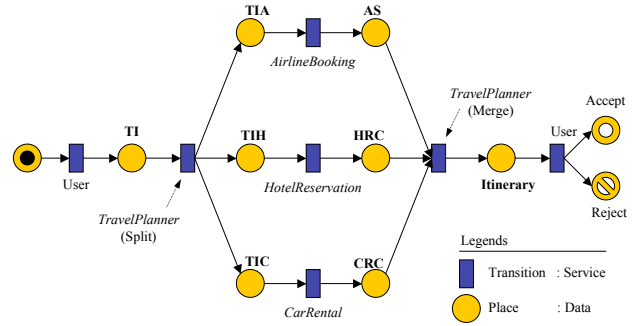 TIA
AS
AirlineBooking
TravelPlanner
(Merge)
Accept
TI
TIH
HRC
User
User
HotelReservation
Itinerary
TravelPlanner
(Split)
Reject
Legends
TIC
CRC
Transition : Service
CarRental
Place : Data